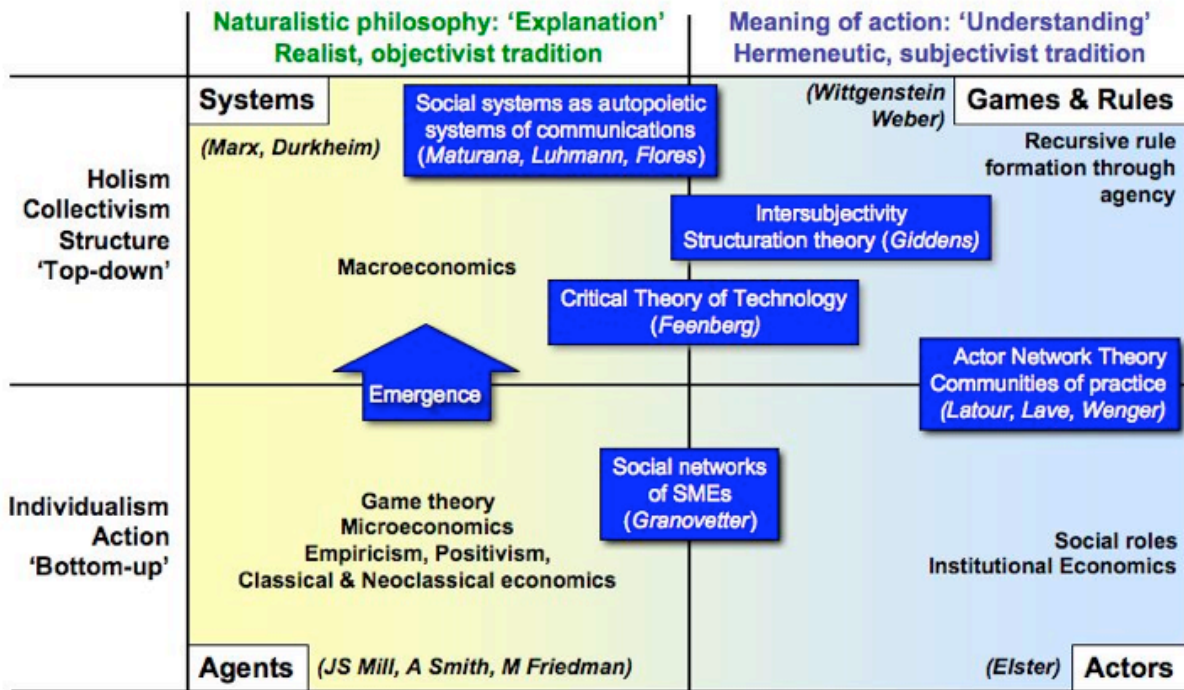 Naturalistic philosophy: ‘Explanation’
Realist, objectivist tradition
Meaning of action: ‘Understanding’
Hermeneutic, subjectivist tradition
Holism
Collectivism
Structure
‘Top-down’
Systems
(Marx, Durkheim)
Social systems as autopoietic
systems of communications
(Maturana, Luhmann, Flores)
(Wittgenstein
Weber)
Games & Rules
Recursive rule
formation through
agency
Intersubjectivity
Structuration theory (Giddens)
Macroeconomics
Critical Theory of Technology
(Feenberg)
Emergence
Actor Network Theory
Communities of practice
(Latour, Lave, Wenger)
Individualism
Action
‘Bottom-up’
Game theory
Microeconomics
Empiricism, Positivism,
Classical & Neoclassical economics
Social networks
of SMEs
(Granovetter)
Social roles
Institutional Economics
Agents
(JS Mill, A Smith, M Friedman)
(Elster)
Actors